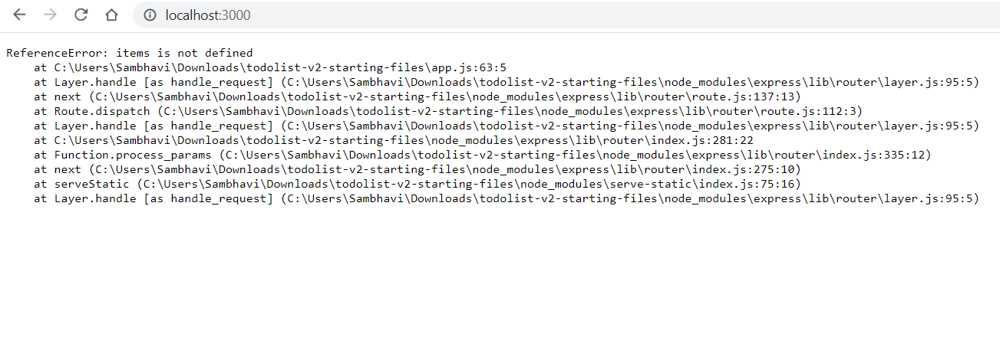 localhost:3000
ReferenceError: items is not defined
at C:\Users\Sambhavi\Downloads\todolist-v2-starting-files\app.js:63:5
at Layer.handle [as handle_request] (C:\Users\Sambhavi\Downloads\todolist-v2-starting-files\node_modules\express\lib\router\layer.js:95:5)
at next (C:\Users\Sambhavi\Downloads\todolist-v2-starting-files\node_modules\express\lib\router\route.js:137:13)
at Route.dispatch (C:\Users\Sambhavi\Downloads\todolist-v2-starting-files\node_modules\express\lib\router\route.js:112:3)
at Layer.handle [as handle_request] (C:\Users\Sambhavi\Downloads\todolist-v2-starting-files\node_modules\express\lib\router\layer.js:95:5)
at C:\Users\Sambhavi\Downloads\todolist-v2-starting-files\node_modules\express\lib\router\index.js:281:22
at Function.process_params (C:\Users\Sambhavi\Downloads\todolist-v2-starting-files\node_modules\express\lib\router\index.js:335:12)
at next (C:\Users\Sambhavi\Downloads\todolist-v2-starting-files\node_modules\express\lib\router\index.js:275:10)
at serveStatic (C:\Users\Sambhavi\Downloads\todolist-v2-starting-files\node_modules\serve-static\index.js:75:16)
at Layer.handle [as handle_request] (C:\Users\Sambhavi\Downloads\todolist-v2-starting-files\node_modules\express\lib\router\layer.js:95:5)